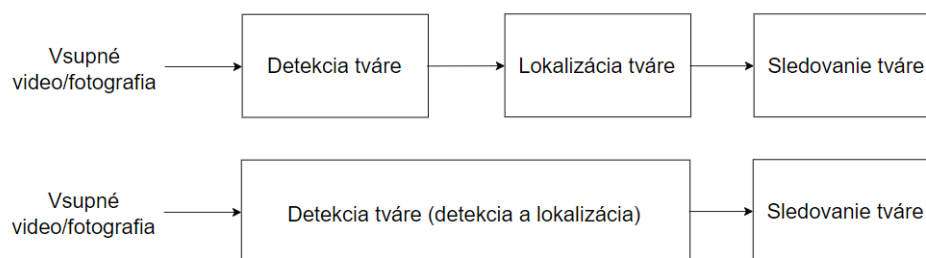 Vsupné
video/fotografia
Detekcia tváre
Lokalizácia tváre
Sledovanie tváre
Vsupné
video/fotografia
Detekcia tváre (detekcia a lokalizácia)
Sledovanie tváre